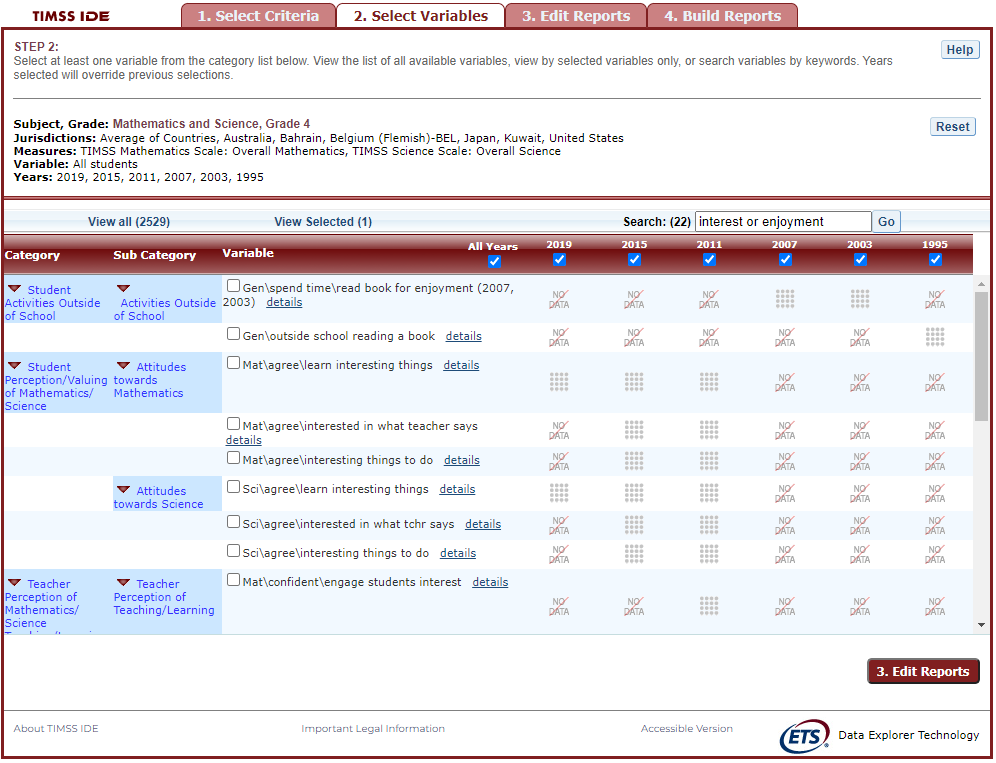 TIMSS IDE
1. Select Criteria
2. Select Variables
3. Edit Reports
4. Build Reports
STEP 2:
Help
Select at least one variable from the category list below. View the list of all available variables, view by selected variables only, or search variables by keywords. Years
selected will override previous selections.
Subject, Grade: Mathematics and Science, Grade 4
Reset
Jurisdictions: Average of Countries, Australia, Bahrain, Belgium (Flemish)-BEL, Japan, Kuwait, United States
Measures: TIMSS Mathematics Scale: Overall Mathematics, TIMSS Science Scale: Overall Science
Variable: All students
Years: 2019, 2015, 2011, 2007, 2003, 1995
View all (2529)
View Selected (1)
Search: (22) interest or enjoyment Go
Category Sub Category Variable All Years 2019 2015 2011 2007 2003 1995
Student
Activities Outside
of School
Activities Outside
of School
Gen\spend time\read book for enjoyment (2007,
2003) details
NO DATA NO DATA NO DATA NO DATA
Gen\outside school reading a book details
NO DATA NO DATA NO DATA NO DATA NO DATA
Student
Perception/Valuing
of Mathematics/
Science
Attitudes
towards
Mathematics
Mat\agree\learn interesting things details
NO DATA NO DATA NO DATA
Mat\agree\interested in what teacher says
details
NO DATA NO DATA NO DATA NO DATA
Mat\agree\interesting things to do details
NO DATA NO DATA NO DATA NO DATA
Attitudes
towards Science
Sci\agree\learn interesting things details
NO DATA NO DATA NO DATA
Sci\agree\interested in what tchr says details
NO DATA NO DATA NO DATA NO DATA
Sci\agree\interesting things to do details
NO DATA NO DATA NO DATA NO DATA
Teacher
Perception of
Mathematics/
Science
Teacher
Perception of
Teaching/Learning
Mat\confident\engage students interest details
NO DATA NO DATA NO DATA NO DATA NO DATA
3. Edit Reports
About TIMSS IDE
Important Legal Information
Accessible Version
ETS
Data Explorer Technology